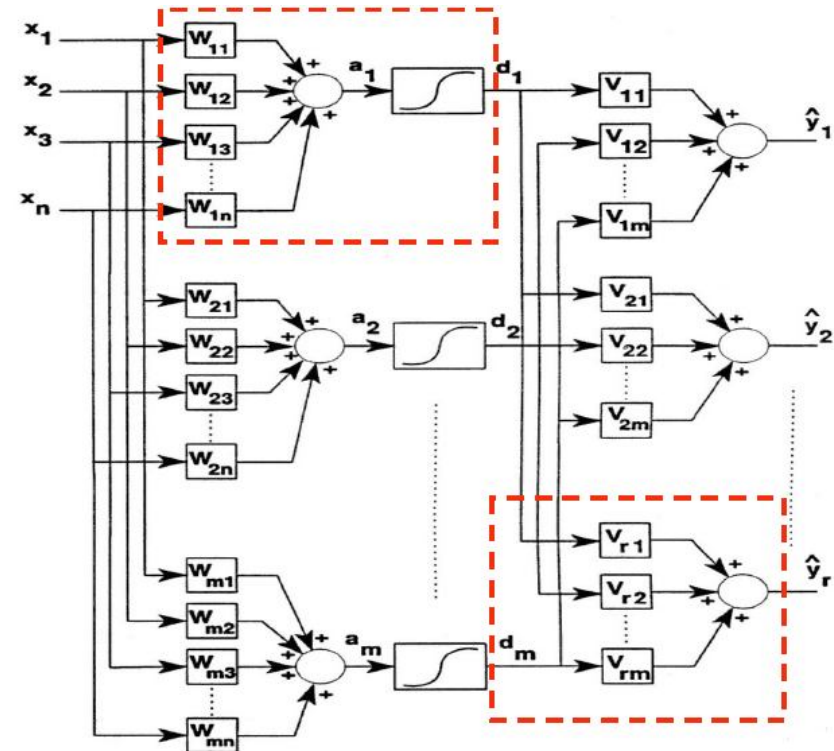 x₁
x₂
x₃
xₙ
W₁₁
W₁₂
W₁₃
W₁ₙ
+ + + +
a₁
d₁
V₁₁
V₁₂
V₁ₘ
+ + +
ŷ₁
W₂₁
W₂₂
W₂₃
W₂ₙ
+ + + +
a₂
d₂
V₂₁
V₂₂
V₂ₘ
+ + +
ŷ₂
Wₘ₁
Wₘ₂
Wₘ₃
Wₘₙ
+ + + +
aₘ
dₘ
Vᵣ₁
Vᵣ₂
Vᵣₘ
+ + +
ŷᵣ